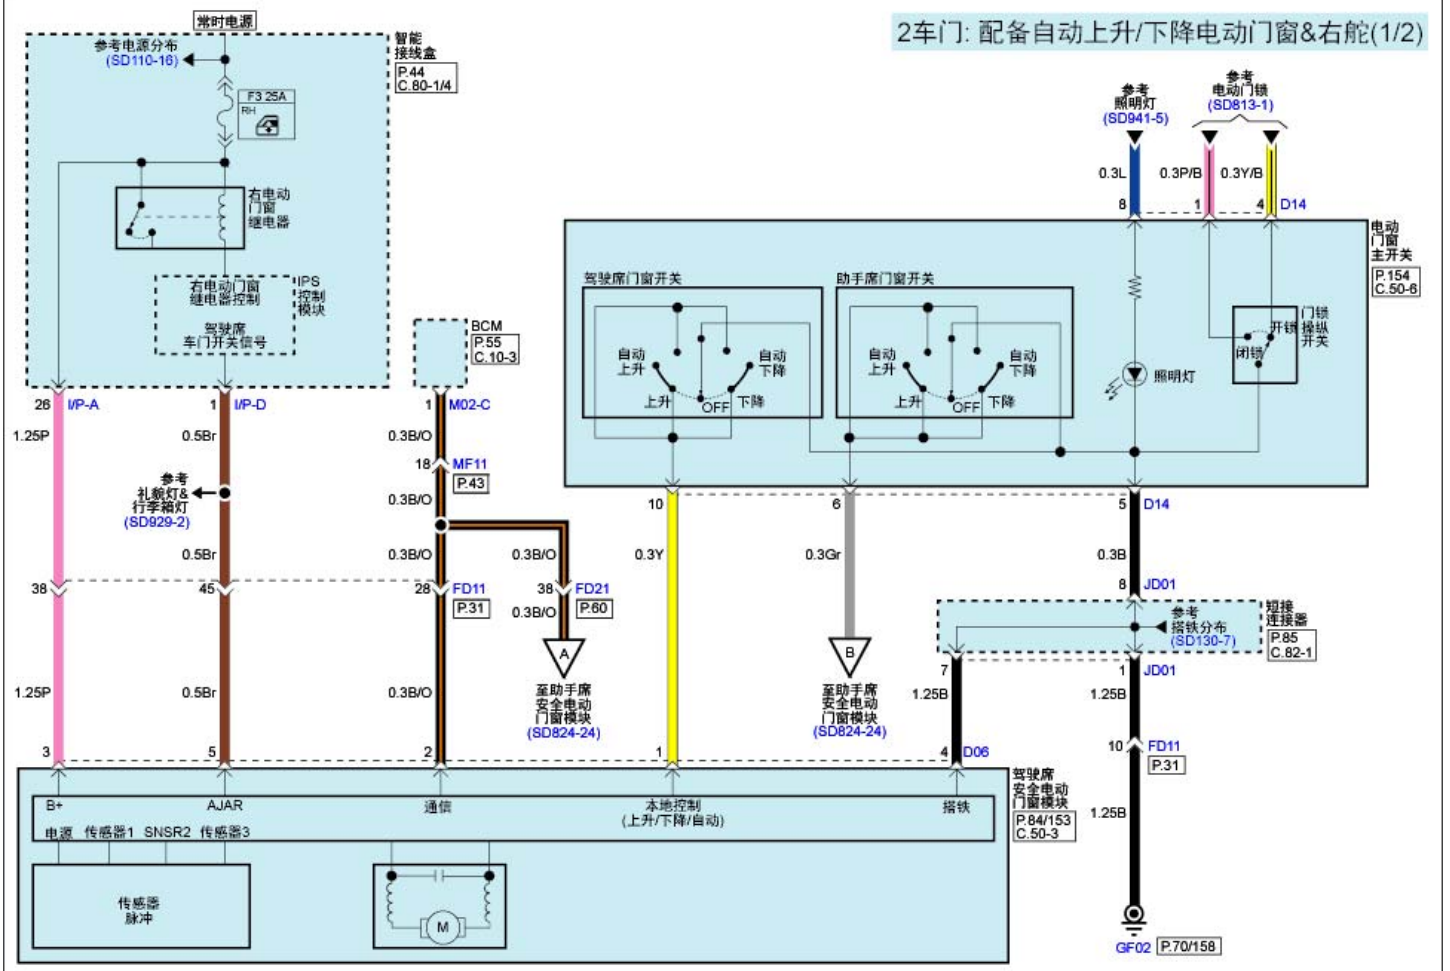 2车门: 配备自动上升/下降电动门窗&右舵(1/2)
常时电源
参考电源分布
(SD110-16)
智能
接线盒
P.44
C.80-1/4
F3 25A
RH
右电动
门窗
继电器
右电动门窗
继电器控制
驾驶席
车门开关信号
IPS
控制
模块
BCM
P.55
C.10-3
参考
照明灯
(SD941-5)
参考
电动门锁
(SD813-1)
0.3L
0.3P/B
0.3Y/B
8
1
4
D14
电动
门窗
主开关
P.154
C.50-6
驾驶席门窗开关
自动
上升
自动
下降
上升
OFF
下降
助手席门窗开关
自动
上升
自动
下降
上升
OFF
下降
照明灯
门锁
操纵
开关
开锁
闭锁
26
I/P-A
1
I/P-D
1
M02-C
1.25P
0.5Br
0.3B/O
18
MF11
P.43
参考
礼貌灯&
行李箱灯
(SD929-2)
0.3B/O
10
6
5
D14
0.5Br
0.3B/O
0.3B/O
0.3Y
0.3Gr
0.3B
38
45
28
FD11
P.31
38
FD21
P.60
0.3B/O
8
JD01
参考
搭铁分布
(SD130-7)
短接
连接器
P.85
C.82-1
A
至助手席
安全电动
门窗模块
(SD824-24)
B
至助手席
安全电动
门窗模块
(SD824-24)
7
1
JD01
1.25P
0.5Br
0.3B/O
1.25B
1.25B
3
5
2
1
4
D06
10
FD11
P.31
1.25B
驾驶席
安全电动
门窗模块
P.84/153
C.50-3
B+
AJAR
通信
本地控制
(上升/下降/自动)
搭铁
电源
传感器1
SNSR2
传感器3
传感器
脉冲
M
GF02
P.70/158